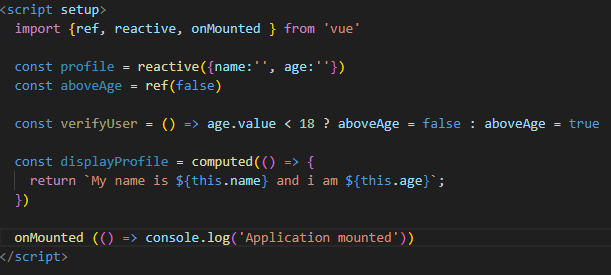 <script setup>
import {ref, reactive, onMounted } from 'vue'
const profile = reactive({name:'', age:''})
const aboveAge = ref(false)
const verifyUser = () => age.value < 18 ? aboveAge = false : aboveAge = true
const displayProfile = computed(() => {
return `My name is ${this.name} and i am ${this.age}`;
})
onMounted (() => console.log('Application mounted'))
</script>